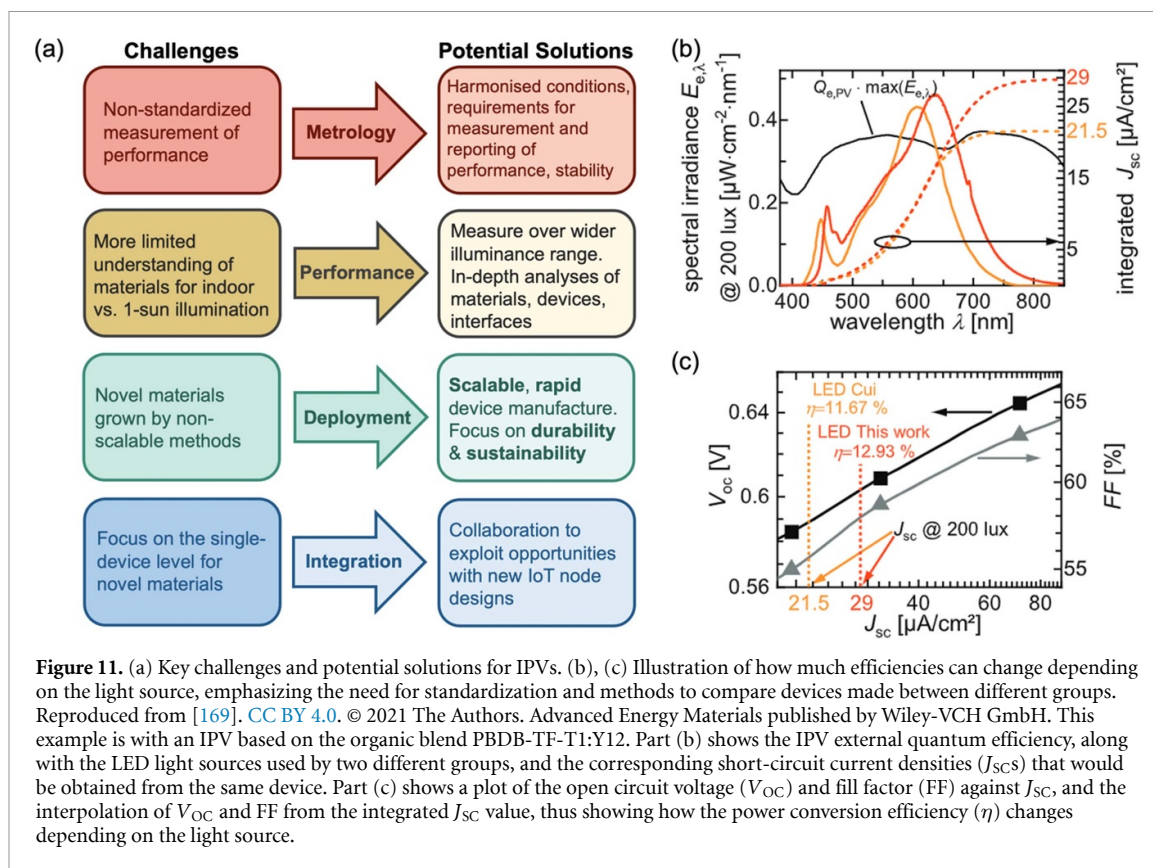 (a)
Challenges
Potential Solutions
Non-standardized
measurement of
performance
Metrology
Harmonised conditions,
requirements for
measurement and
reporting of
performance, stability
More limited
understanding of
materials for indoor
vs. 1-sun illumination
Performance
Measure over wider
illuminance range.
In-depth analyses of
materials, devices,
interfaces
Novel materials
grown by non-
scalable methods
Deployment
Scalable, rapid
device manufacture.
Focus on durability
& sustainability
Focus on the single-
device level for
novel materials
Integration
Collaboration to
exploit opportunities
with new IoT node
designs
(b)
spectral irradiance Ee,λ
@ 200 lux [µW·cm-2·nm-1]
0.4
0.2
0.0
Qe,PV · max(Ee,λ)
29
25
21.5
15
5
integrated Jsc [µA/cm²]
400 500 600 700 800
wavelength λ [nm]
(c)
Voc [V]
0.64
0.6
0.56
LED Cui
η=11.67 %
LED This work
η=12.93 %
Jsc @ 200 lux
65
60
55
FF [%]
21.5 29 40 60 80
Jsc [µA/cm²]
Figure 11. (a) Key challenges and potential solutions for IPVs. (b), (c) Illustration of how much efficiencies can change depending
on the light source, emphasizing the need for standardization and methods to compare devices made between different groups.
Reproduced from [169]. CC BY 4.0. © 2021 The Authors. Advanced Energy Materials published by Wiley-VCH GmbH. This
example is with an IPV based on the organic blend PBDB-TF-T1:Y12. Part (b) shows the IPV external quantum efficiency, along
with the LED light sources used by two different groups, and the corresponding short-circuit current densities (JSCs) that would
be obtained from the same device. Part (c) shows a plot of the open circuit voltage (VOC) and fill factor (FF) against JSC, and the
interpolation of VOC and FF from the integrated JSC value, thus showing how the power conversion efficiency (η) changes
depending on the light source.